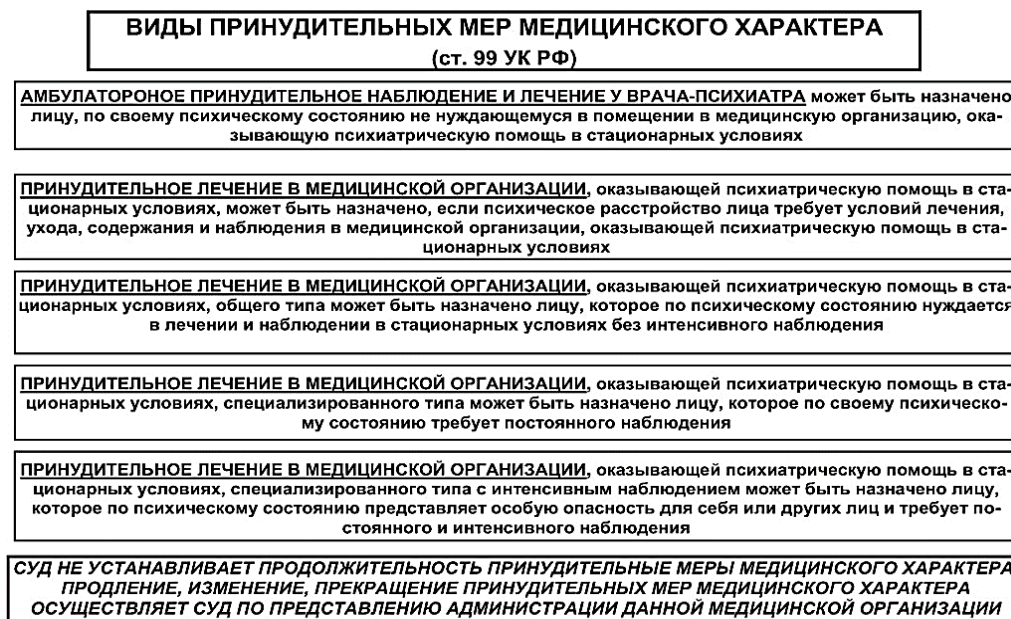 ВИДЫ ПРИНУДИТЕЛЬНЫХ МЕР МЕДИЦИНСКОГО ХАРАКТЕРА
(ст. 99 УК РФ)
АМБУЛАТОРОНОЕ ПРИНУДИТЕЛЬНОЕ НАБЛЮДЕНИЕ И ЛЕЧЕНИЕ У ВРАЧА-ПСИХИАТРА может быть назначено
лицу, по своему психическому состоянию не нуждающемуся в помещении в медицинскую организацию, ока-
зывающую психиатрическую помощь в стационарных условиях
ПРИНУДИТЕЛЬНОЕ ЛЕЧЕНИЕ В МЕДИЦИНСКОЙ ОРГАНИЗАЦИИ, оказывающей психиатрическую помощь в ста-
ционарных условиях, может быть назначено, если психическое расстройство лица требует условий лечения,
ухода, содержания и наблюдения в медицинской организации, оказывающей психиатрическую помощь в ста-
ционарных условиях
ПРИНУДИТЕЛЬНОЕ ЛЕЧЕНИЕ В МЕДИЦИНСКОЙ ОРГАНИЗАЦИИ, оказывающей психиатрическую помощь в ста-
ционарных условиях, общего типа может быть назначено лицу, которое по психическому состоянию нуждается
в лечении и наблюдении в стационарных условиях без интенсивного наблюдения
ПРИНУДИТЕЛЬНОЕ ЛЕЧЕНИЕ В МЕДИЦИНСКОЙ ОРГАНИЗАЦИИ, оказывающей психиатрическую помощь в ста-
ционарных условиях, специализированного типа может быть назначено лицу, которое по своему психическо-
му состоянию требует постоянного наблюдения
ПРИНУДИТЕЛЬНОЕ ЛЕЧЕНИЕ В МЕДИЦИНСКОЙ ОРГАНИЗАЦИИ, оказывающей психиатрическую помощь в ста-
ционарных условиях, специализированного типа с интенсивным наблюдением может быть назначено лицу,
которое по психическому состоянию представляет особую опасность для себя или других лиц и требует по-
стоянного и интенсивного наблюдения
СУД НЕ УСТАНАВЛИВАЕТ ПРОДОЛЖИТЕЛЬНОСТЬ ПРИНУДИТЕЛЬНЫЕ МЕРЫ МЕДИЦИНСКОГО ХАРАКТЕРА
ПРОДЛЕНИЕ, ИЗМЕНЕНИЕ, ПРЕКРАЩЕНИЕ ПРИНУДИТЕЛЬНЫХ МЕР МЕДИЦИНСКОГО ХАРАКТЕРА
ОСУЩЕСТВЛЯЕТ СУД ПО ПРЕДСТАВЛЕНИЮ АДМИНИСТРАЦИИ ДАННОЙ МЕДИЦИНСКОЙ ОРГАНИЗАЦИИ